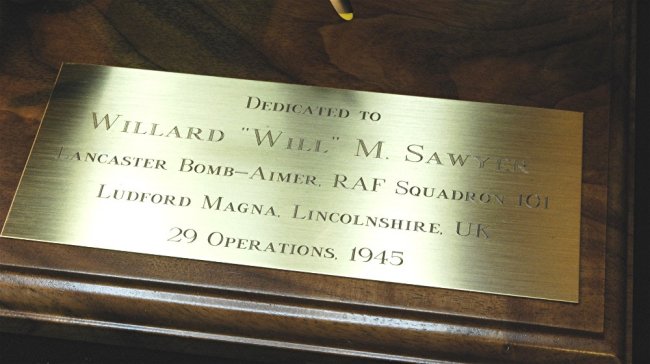 Dedicated to
Willard "Will" M. Sawyer
Lancaster Bomb-Aimer, RAF Squadron 101
Ludford Magna, Lincolnshire, UK
29 Operations, 1945